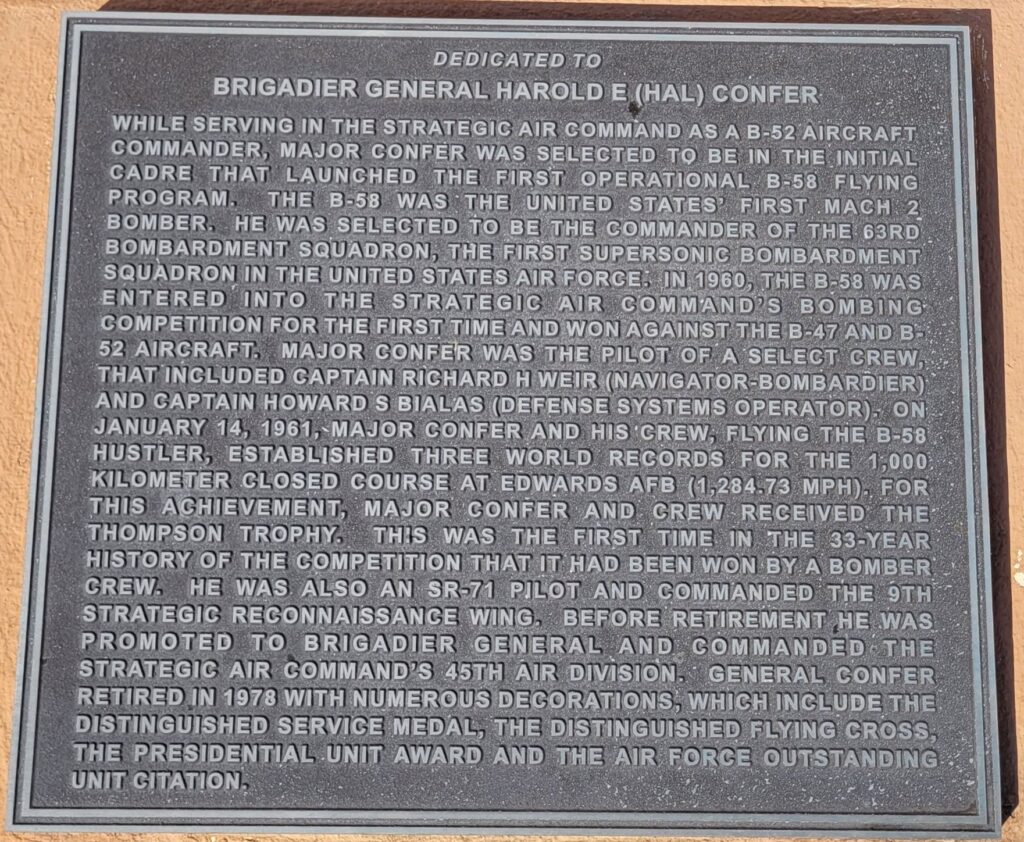 DEDICATED TO
BRIGADIER GENERAL HAROLD E (HAL) CONFER
WHILE SERVING IN THE STRATEGIC AIR COMMAND AS A B-52 AIRCRAFT
COMMANDER, MAJOR CONFER WAS SELECTED TO BE IN THE INITIAL
CADRE THAT LAUNCHED THE FIRST OPERATIONAL B-58 FLYING
PROGRAM. THE B-58 WAS THE UNITED STATES' FIRST MACH 2
BOMBER. HE WAS SELECTED TO BE THE COMMANDER OF THE 63RD
BOMBARDMENT SQUADRON, THE FIRST SUPERSONIC BOMBARDMENT
SQUADRON IN THE UNITED STATES AIR FORCE. IN 1960, THE B-58 WAS
ENTERED INTO THE STRATEGIC AIR COMMAND'S BOMBING
COMPETITION FOR THE FIRST TIME AND WON AGAINST THE B-47 AND B-
52 AIRCRAFT. MAJOR CONFER WAS THE PILOT OF A SELECT CREW,
THAT INCLUDED CAPTAIN RICHARD H WEIR (NAVIGATOR-BOMBARDIER)
AND CAPTAIN HOWARD S BIALAS (DEFENSE SYSTEMS OPERATOR). ON
JANUARY 14, 1961, MAJOR CONFER AND HIS CREW, FLYING THE B-58
HUSTLER, ESTABLISHED THREE WORLD RECORDS FOR THE 1,000
KILOMETER CLOSED COURSE AT EDWARDS AFB (1,284.73 MPH). FOR
THIS ACHIEVEMENT, MAJOR CONFER AND CREW RECEIVED THE
THOMPSON TROPHY. THIS WAS THE FIRST TIME IN THE 33-YEAR
HISTORY OF THE COMPETITION THAT IT HAD BEEN WON BY A BOMBER
CREW. HE WAS ALSO AN SR-71 PILOT AND COMMANDED THE 9TH
STRATEGIC RECONNAISSANCE WING. BEFORE RETIREMENT HE WAS
PROMOTED TO BRIGADIER GENERAL AND COMMANDED THE
STRATEGIC AIR COMMAND'S 45TH AIR DIVISION. GENERAL CONFER
RETIRED IN 1978 WITH NUMEROUS DECORATIONS, WHICH INCLUDE THE
DISTINGUISHED SERVICE MEDAL, THE DISTINGUISHED FLYING CROSS,
THE PRESIDENTIAL UNIT AWARD AND THE AIR FORCE OUTSTANDING
UNIT CITATION.